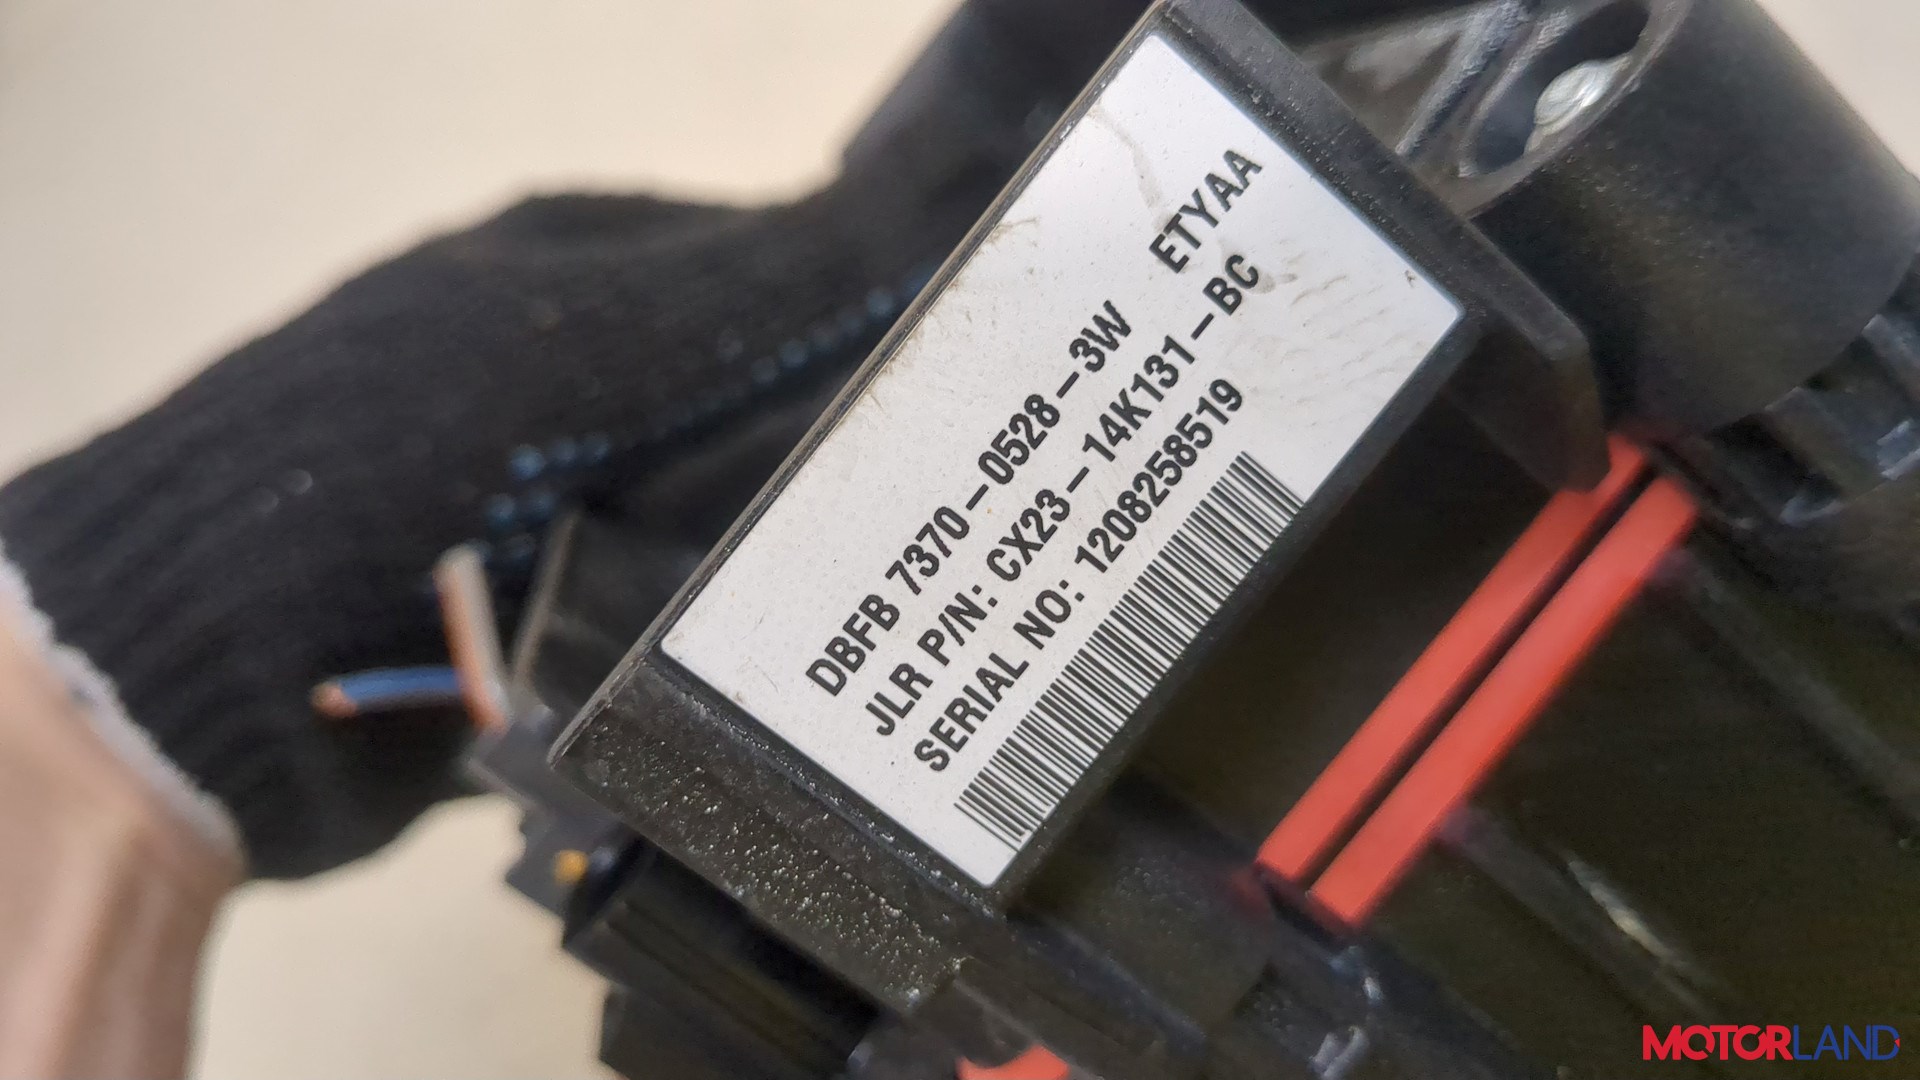 DBFB 7370-0528-3W ETYAA
JLR P/N: CX23-14K131-BC
SERIAL NO: 1208258519
MOTORLAND